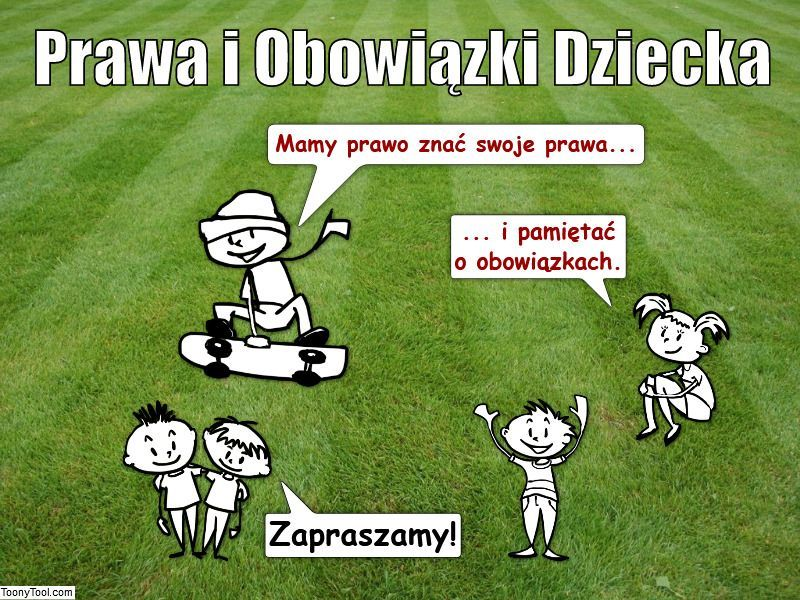 Prawa i Obowiązki Dziecka
Mamy prawo znać swoje prawa...
... i pamiętać
o obowiązkach.
Zapraszamy!
ToonyTool.com